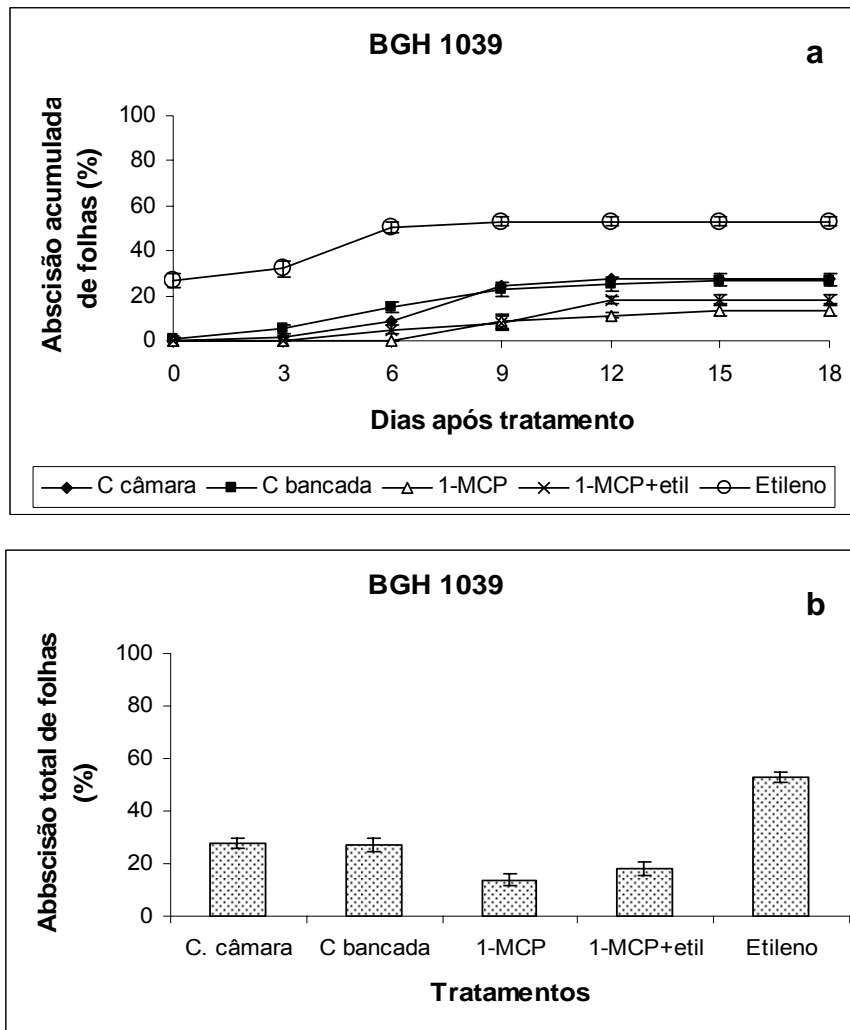 BGH 1039
a
Abscisão acumulada
de folhas (%)
100
80
60
40
20
0
0 3 6 9 12 15 18
Dias após tratamento
C câmara C bancada 1-MCP 1-MCP+etil Etileno
BGH 1039
b
Abbscisão total de folhas
(%)
100
80
60
40
20
0
C. câmara C bancada 1-MCP 1-MCP+etil Etileno
Tratamentos